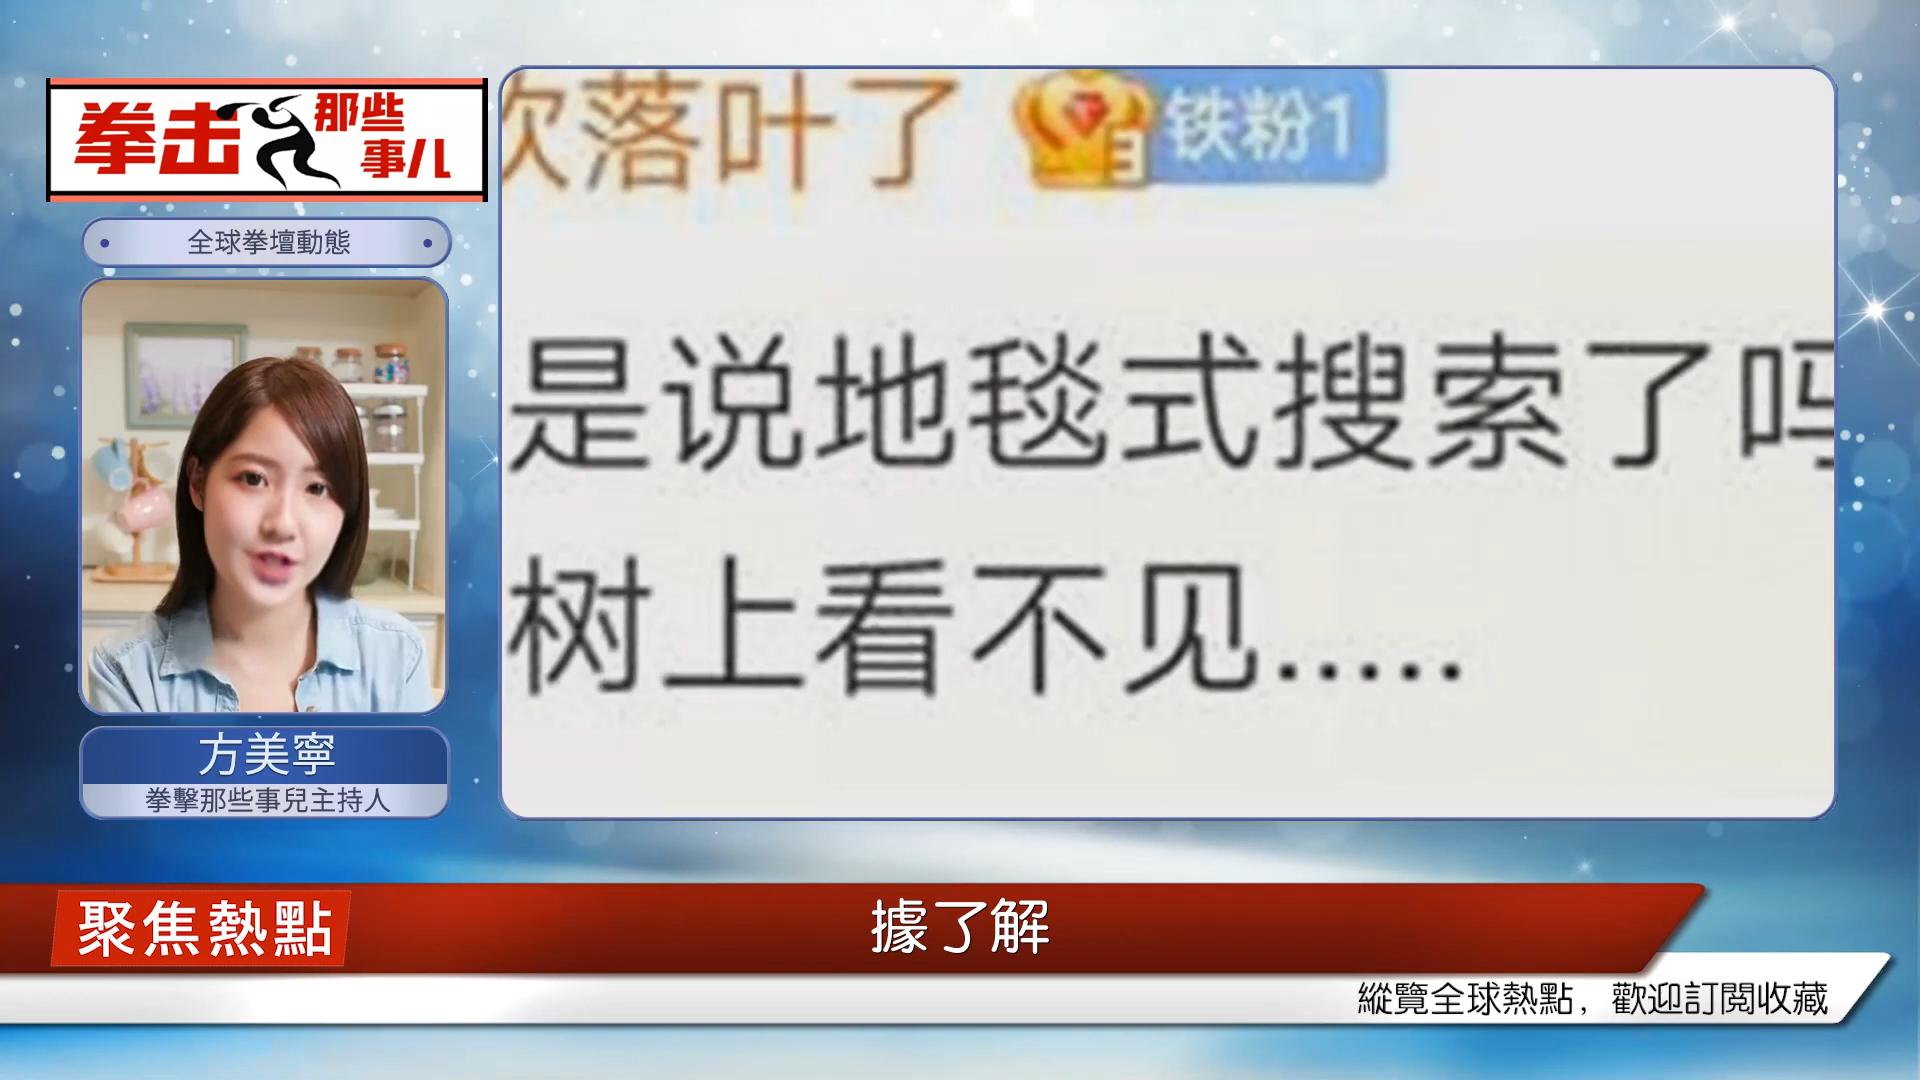 拳击那些
事儿
全球拳壇動態
方美寧
拳擊那些事兒主持人
吹落叶了 铁粉1
是说地毯式搜索了吗
树上看不见.....
聚焦熱點
據了解
縱覽全球熱點，歡迎訂閲收藏